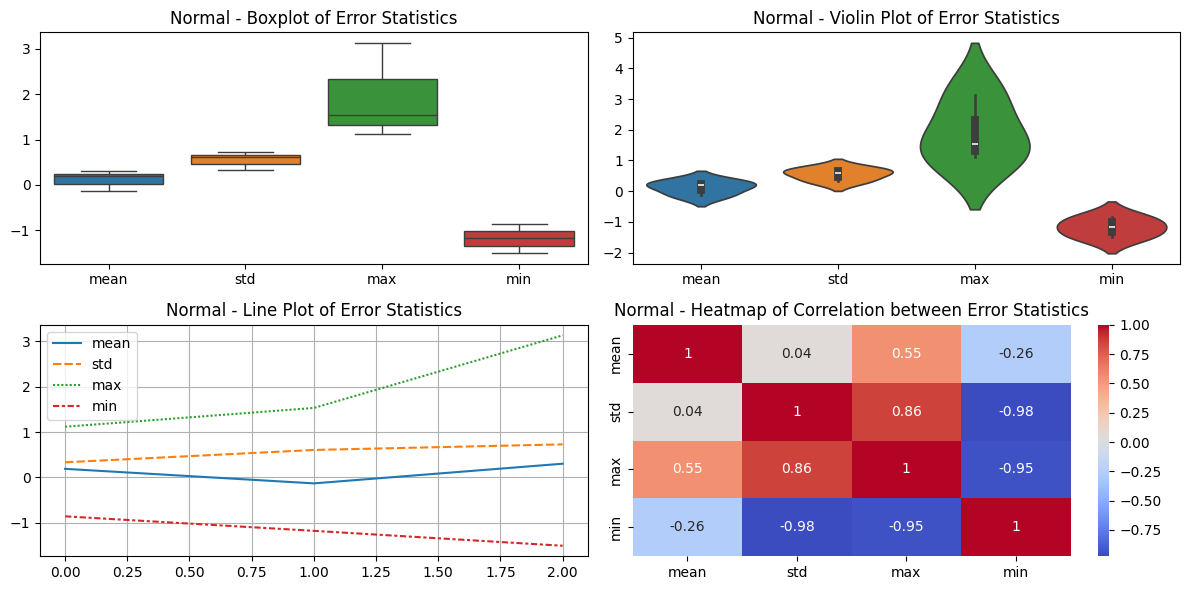 Normal - Boxplot of Error Statistics
3
2
1
0
−1
mean std max min
Normal - Violin Plot of Error Statistics
5
4
3
2
1
0
−1
−2
mean std max min
Normal - Line Plot of Error Statistics
mean
std
max
min
3
2
1
0
−1
0.00 0.25 0.50 0.75 1.00 1.25 1.50 1.75 2.00
Normal - Heatmap of Correlation between Error Statistics
mean 1 0.04 0.55 -0.26
std 0.04 1 0.86 -0.98
max 0.55 0.86 1 -0.95
min -0.26 -0.98 -0.95 1
mean std max min
1.00
0.75
0.50
0.25
0.00
−0.25
−0.50
−0.75